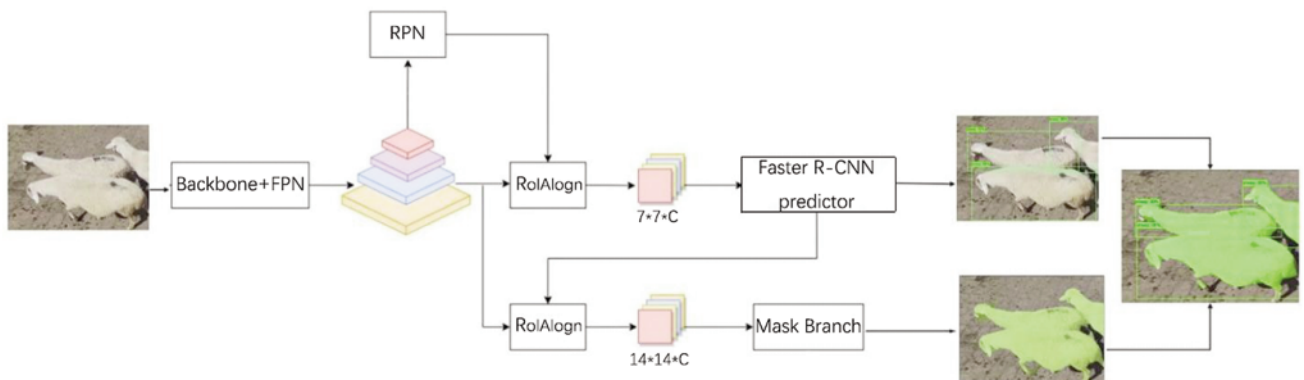 RPN
Backbone+FPN
RoIAlogn
7*7*C
Faster R-CNN
predictor
RoIAlogn
14*14*C
Mask Branch